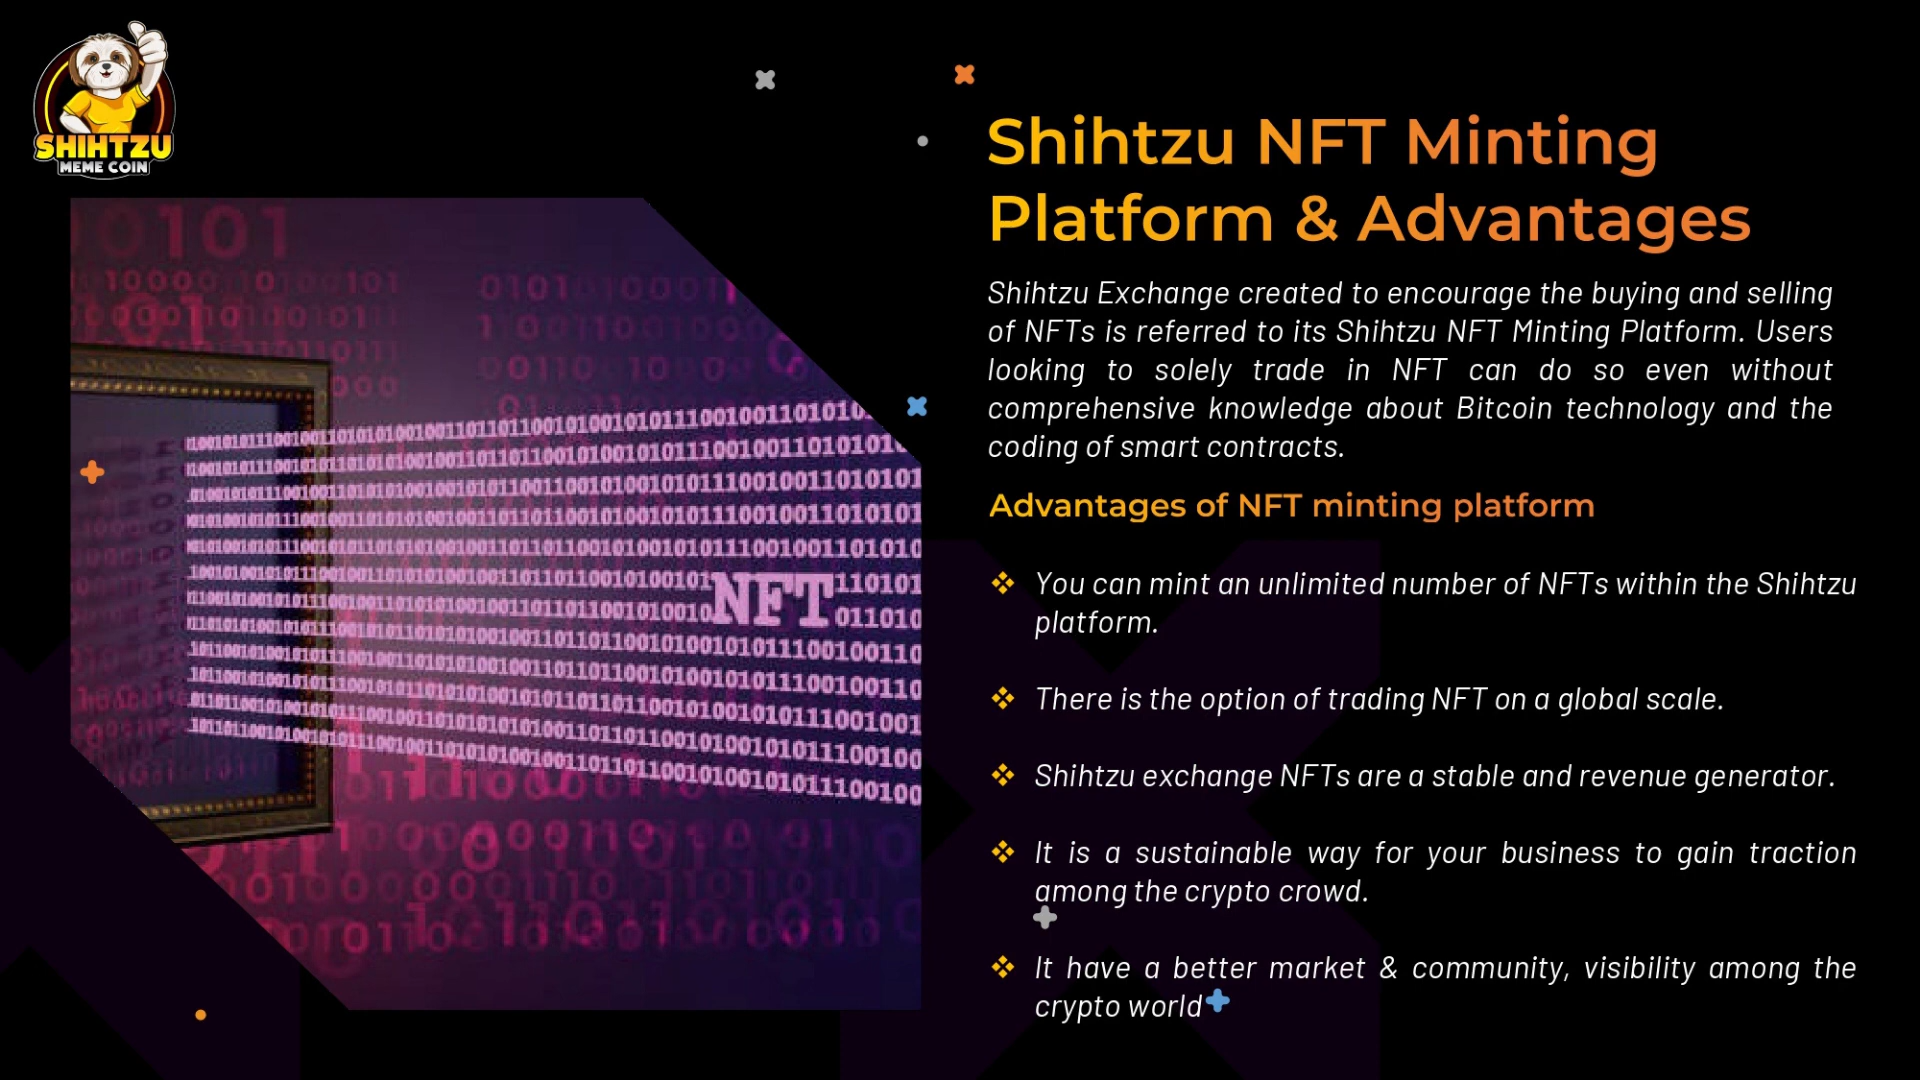 SHIHTZU
MEME COIN
Shihtzu NFT Minting
Platform & Advantages
Shihtzu Exchange created to encourage the buying and selling
of NFTs is referred to its Shihtzu NFT Minting Platform. Users
looking to solely trade in NFT can do so even without
comprehensive knowledge about Bitcoin technology and the
coding of smart contracts.
Advantages of NFT minting platform
You can mint an unlimited number of NFTs within the Shihtzu
platform.
There is the option of trading NFT on a global scale.
Shihtzu exchange NFTs are a stable and revenue generator.
It is a sustainable way for your business to gain traction
among the crypto crowd.
It have a better market & community, visibility among the
crypto world
NFT